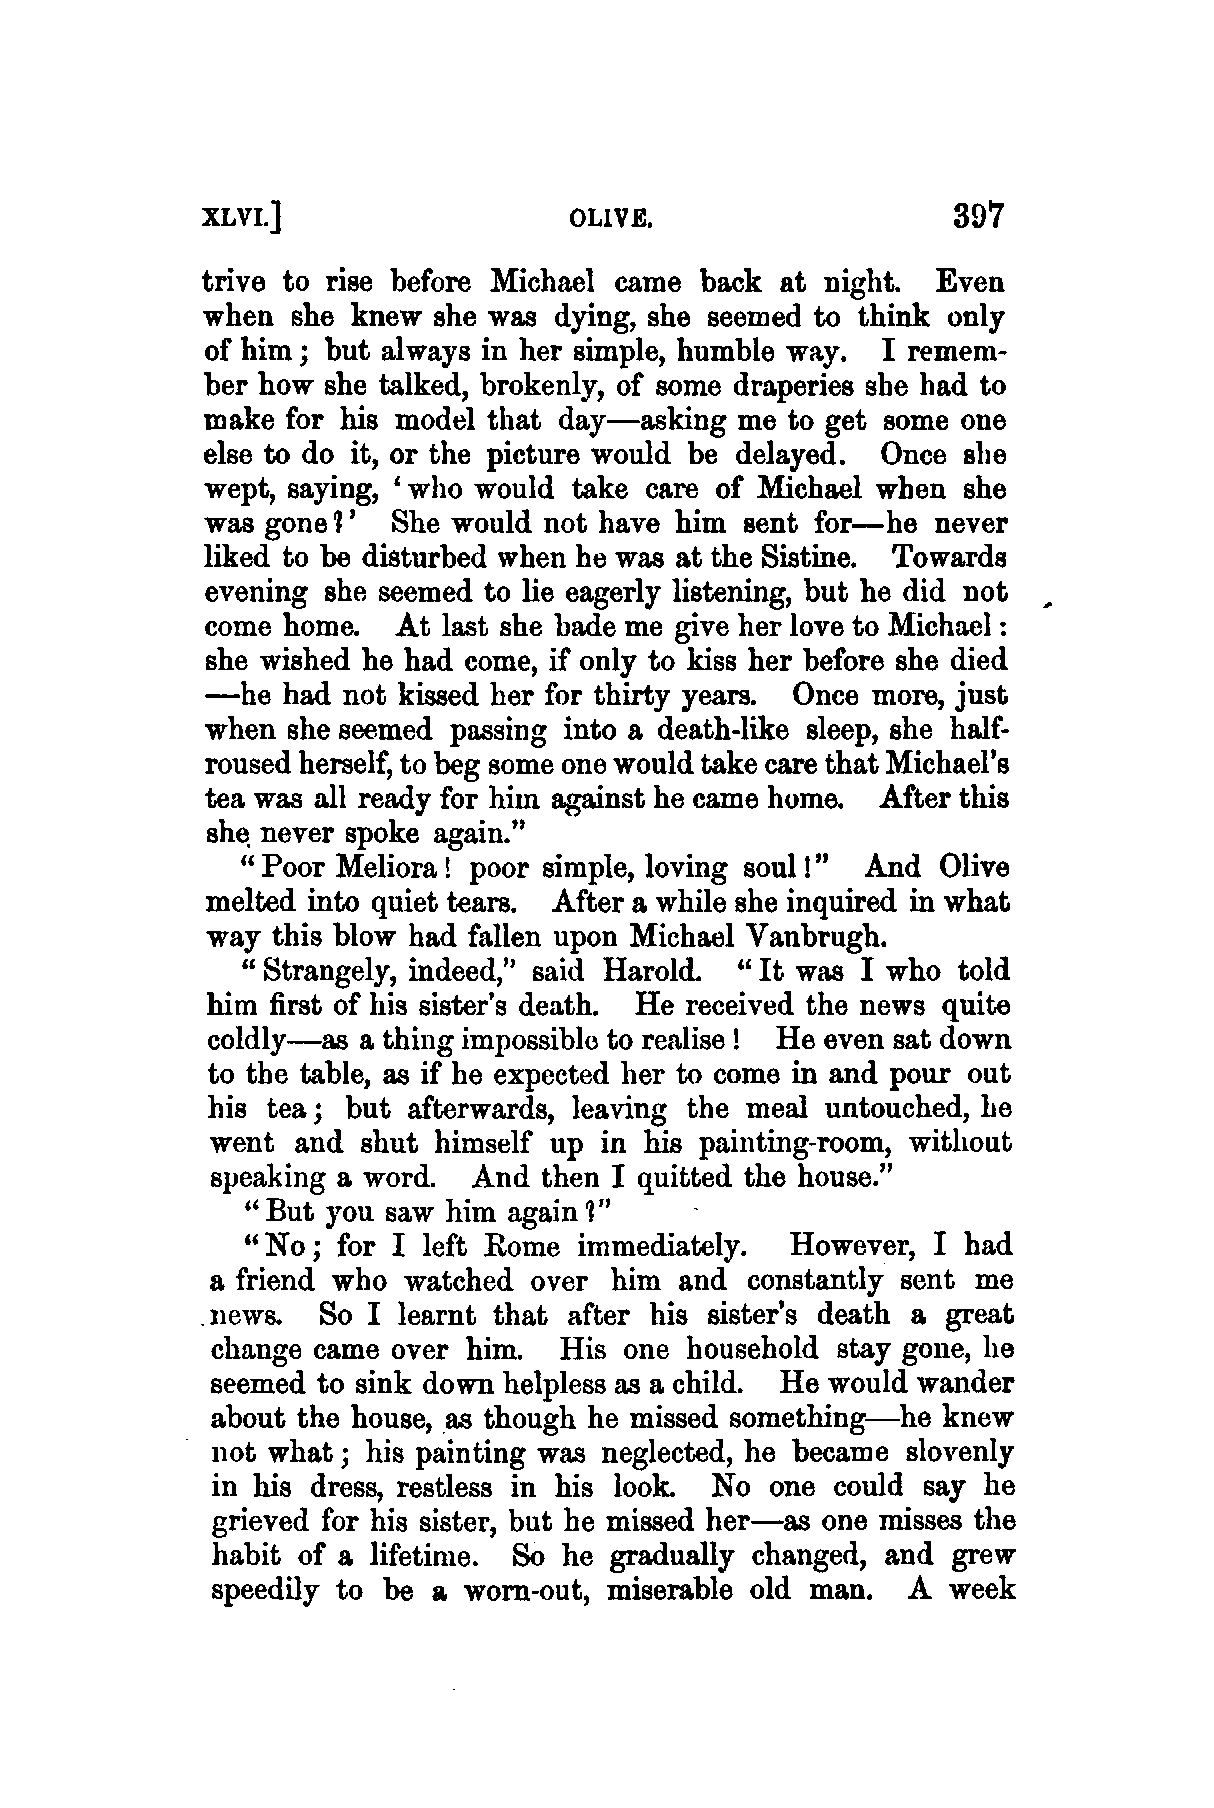 XLVI.] OLIVE. 397
trive to rise before Michael came back at night. Even
when she knew she was dying, she seemed to think only
of him; but always in her simple, humble way. I remem-
ber how she talked, brokenly, of some draperies she had to
make for his model that day—asking me to get some one
else to do it, or the picture would be delayed. Once she
wept, saying, ‘who would take care of Michael when she
was gone?’ She would not have him sent for—he never
liked to be disturbed when he was at the Sistine. Towards
evening she seemed to lie eagerly listening, but he did not
come home. At last she bade me give her love to Michael:
she wished he had come, if only to kiss her before she died
—he had not kissed her for thirty years. Once more, just
when she seemed passing into a death-like sleep, she half-
roused herself, to beg some one would take care that Michael's
tea was all ready for him against he came home. After this
she never spoke again.”
“Poor Meliora! poor simple, loving soul!” And Olive
melted into quiet tears. After a while she inquired in what
way this blow had fallen upon Michael Vanbrugh.
“Strangely, indeed,” said Harold. “It was I who told
him first of his sister's death. He received the news quite
coldly—as a thing impossible to realise! He even sat down
to the table, as if he expected her to come in and pour out
his tea; but afterwards, leaving the meal untouched, he
went and shut himself up in his painting-room, without
speaking a word. And then I quitted the house.”
“But you saw him again?”
“No; for I left Rome immediately. However, I had
a friend who watched over him and constantly sent me
news. So I learnt that after his sister's death a great
change came over him. His one household stay gone, he
seemed to sink down helpless as a child. He would wander
about the house, as though he missed something—he knew
not what; his painting was neglected, he became slovenly
in his dress, restless in his look. No one could say he
grieved for his sister, but he missed her—as one misses the
habit of a lifetime. So he gradually changed, and grew
speedily to be a worn-out, miserable old man. A week